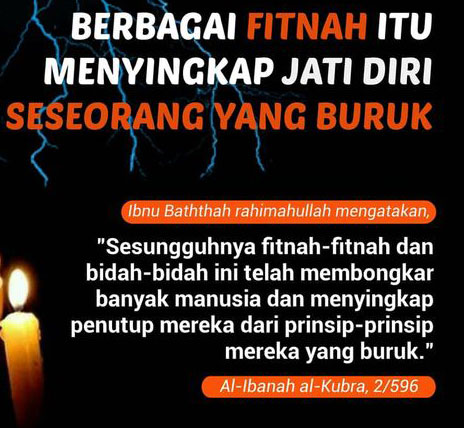 BERBAGAI FITNAH ITU
MENYINGKAP JATI DIRI
SESEORANG YANG BURUK
Ibnu Baththah rahimahullah mengatakan,
"Sesungguhnya fitnah-fitnah dan
bidah-bidah ini telah membongkar
banyak manusia dan menyingkap
penutup mereka dari prinsip-prinsip
mereka yang buruk."
Al-Ibanah al-Kubra, 2/596